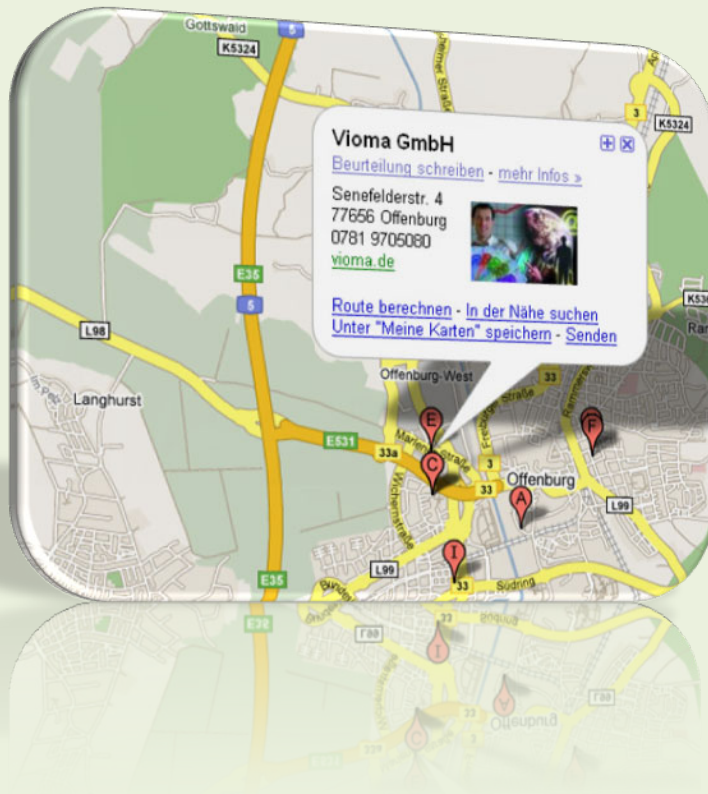 Gottswald
5
K5324
3
K5324
Vioma GmbH
Beurteilung schreiben - mehr Infos »
Senefelderstr. 4
77656 Offenburg
0781 9705080
vioma.de
Route berechnen - In der Nähe suchen
Unter "Meine Karten" speichern - Senden
E35
5
L98
Langhurst
Offenburg-West
33
E
F
E531
33a
C
3
33
Offenburg
A
L99
Wichernstraße
I
L99
E35
33
Südring